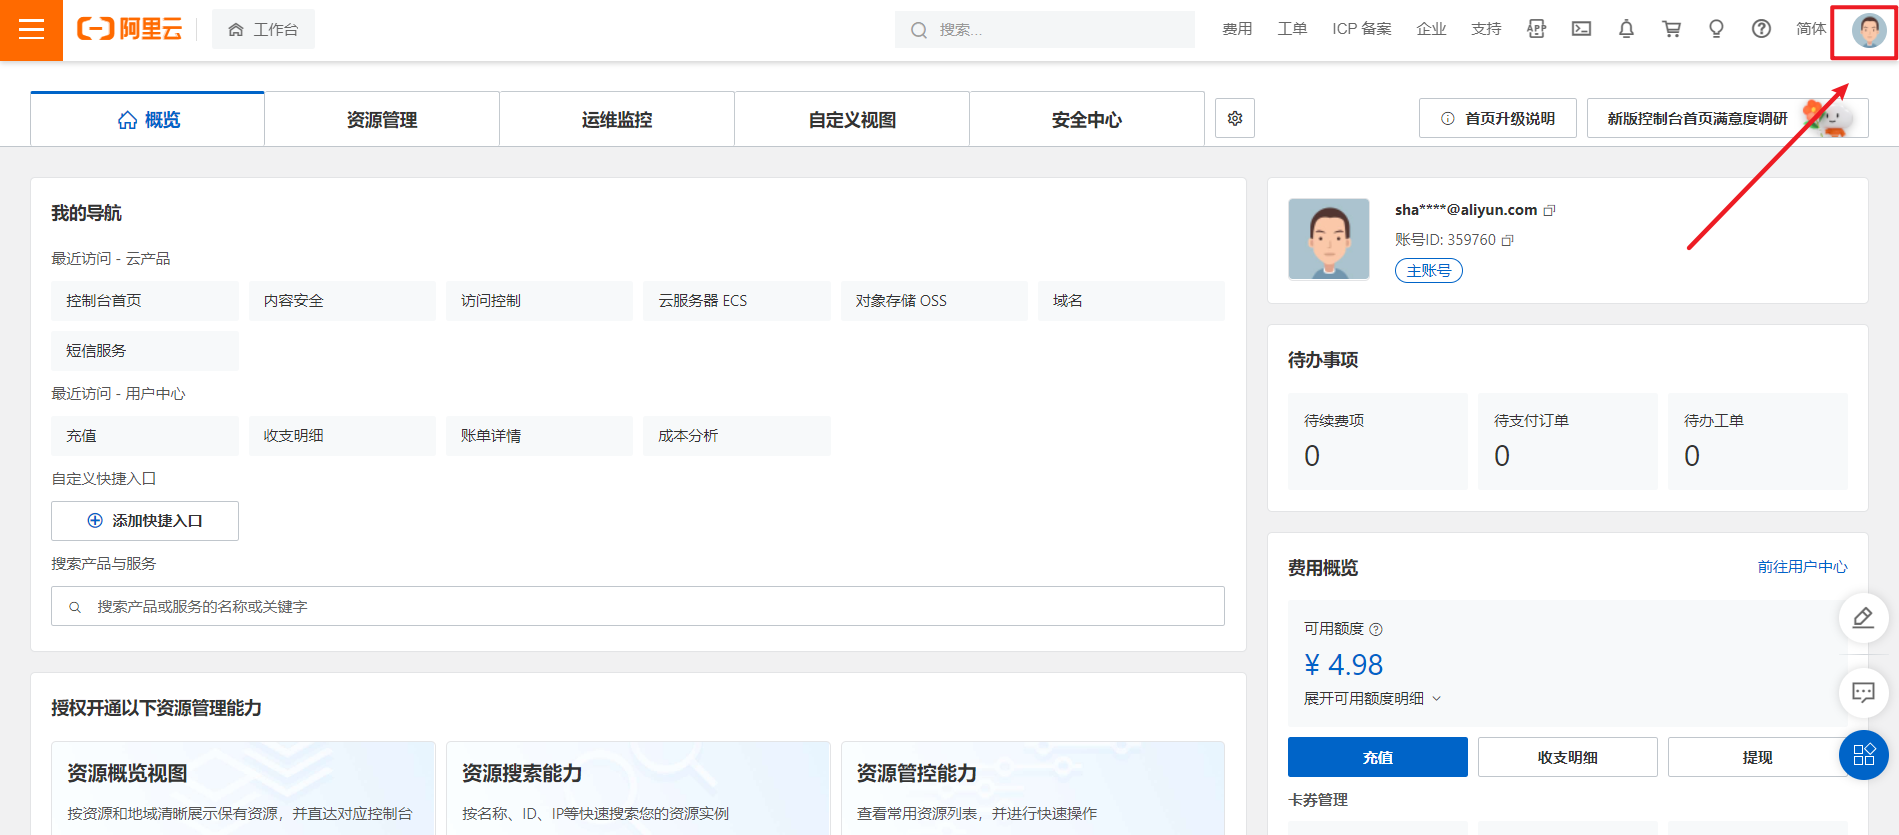 阿里云
工作台
搜索...
费用
工单
ICP 备案
企业
支持
APP
简体
概览
资源管理
运维监控
自定义视图
安全中心
首页升级说明
新版控制台首页满意度调研
我的导航
最近访问 - 云产品
控制台首页
内容安全
访问控制
云服务器 ECS
对象存储 OSS
域名
短信服务
最近访问 - 用户中心
充值
收支明细
账单详情
成本分析
自定义快捷入口
添加快捷入口
搜索产品与服务
搜索产品或服务的名称或关键字
授权开通以下资源管理能力
资源概览视图
按资源和地域清晰展示保有资源，并直达对应控制台
资源搜索能力
按名称、ID、IP等快速搜索您的资源实例
资源管控能力
查看常用资源列表，并进行快速操作
sha****@aliyun.com
账号ID: 359760
主账号
待办事项
待续费项
0
待支付订单
0
待办工单
0
费用概览
前往用户中心
可用额度
¥ 4.98
展开可用额度明细
充值
收支明细
提现
卡券管理